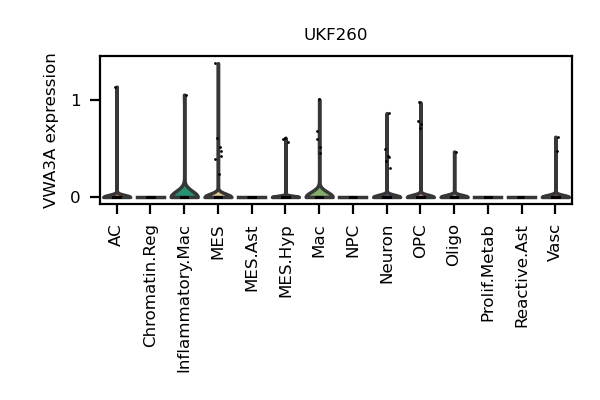 UKF260
VWA3A expression
1
0
AC
Chromatin.Reg
Inflammatory.Mac
MES
MES.Ast
MES.Hyp
Mac
NPC
Neuron
OPC
Oligo
Prolif.Metab
Reactive.Ast
Vasc